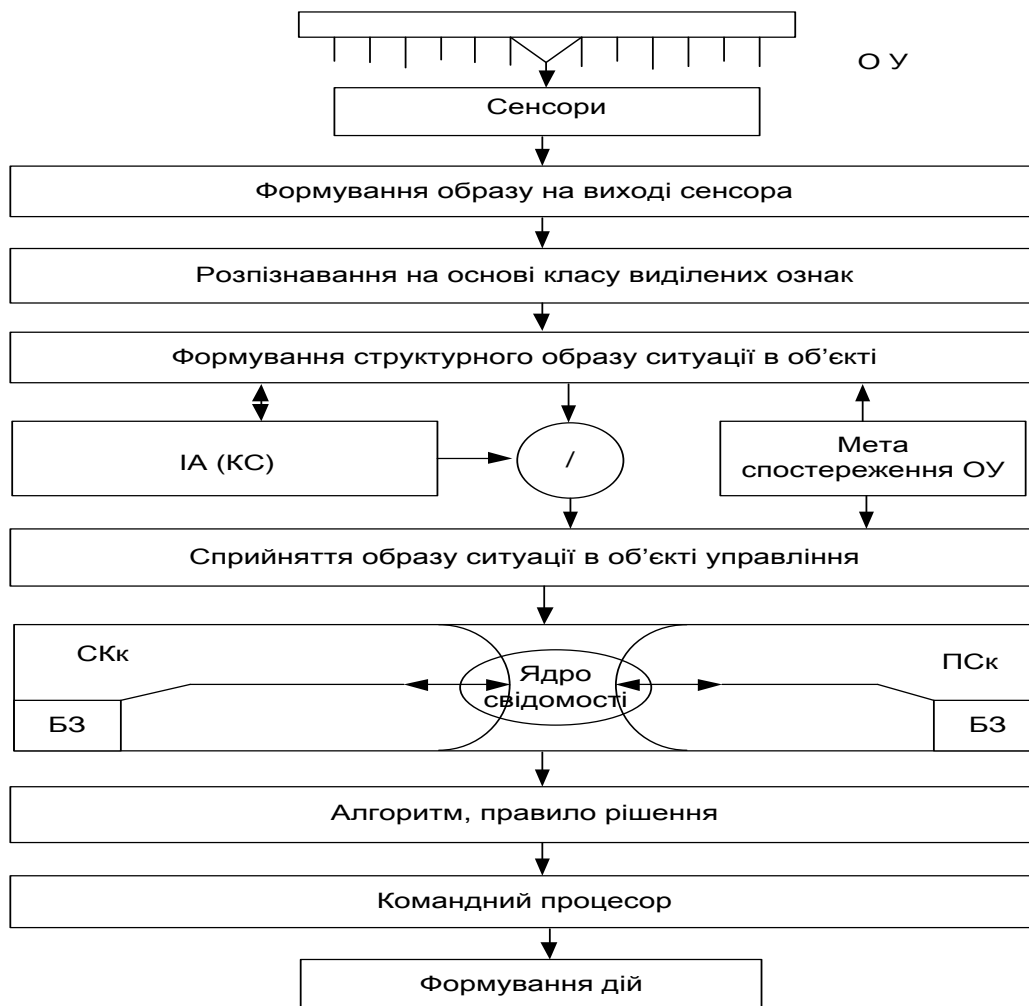 О У
Сенсори
Формування образу на виході сенсора
Розпізнавання на основі класу виділених ознак
Формування структурного образу ситуації в об’єкті
ІА (КС)
/
Мета
спостереження ОУ
Сприйняття образу ситуації в об’єкті управління
СКк
Ядро
свідомості
ПСк
БЗ
БЗ
Алгоритм, правило рішення
Командний процесор
Формування дій